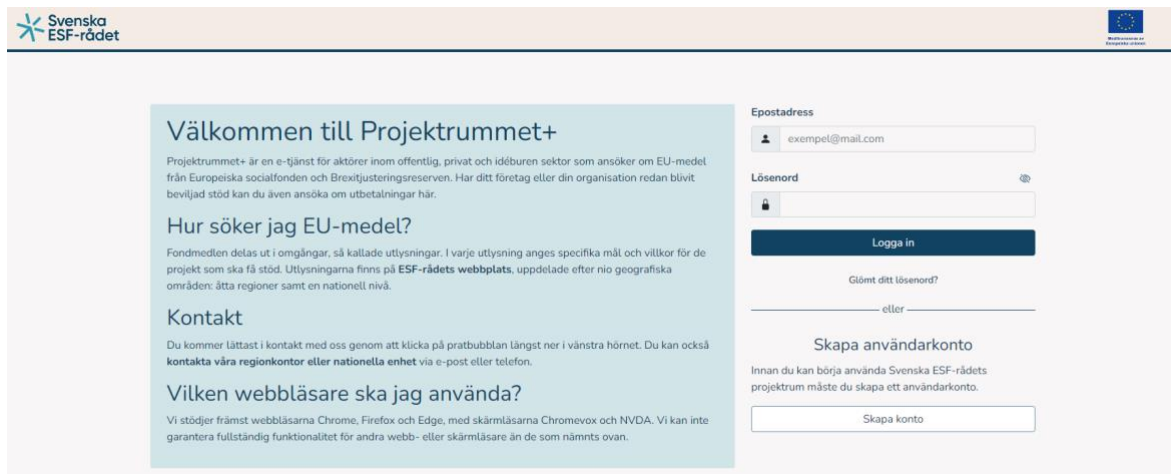 Svenska
ESF-rådet
Medfinansieras av
Europeiska unionen
Välkommen till Projektrummet+
Projektrummet+ är en e-tjänst för aktörer inom offentlig, privat och idéburen sektor som ansöker om EU-medel
från Europeiska socialfonden och Brexitjusteringsreserven. Har ditt företag eller din organisation redan blivit
beviljad stöd kan du även ansöka om utbetalningar här.
Hur söker jag EU-medel?
Fondmedlen delas ut i omgångar, så kallade utlysningar. I varje utlysning anges specifika mål och villkor för de
projekt som ska få stöd. Utlysningarna finns på ESF-rådets webbplats, uppdelade efter nio geografiska
områden: åtta regioner samt en nationell nivå.
Kontakt
Du kommer lättast i kontakt med oss genom att klicka på pratbubblan längst ner i vänstra hörnet. Du kan också
kontakta våra regionkontor eller nationella enhet via e-post eller telefon.
Vilken webbläsare ska jag använda?
Vi stödjer främst webbläsarna Chrome, Firefox och Edge, med skärmläsarna Chromevox och NVDA. Vi kan inte
garantera fullständig funktionalitet för andra webb- eller skärmläsare än de som nämnts ovan.
Epostadress
exempel@mail.com
Lösenord
Logga in
Glömt ditt lösenord?
eller
Skapa användarkonto
Innan du kan börja använda Svenska ESF-rådets
projektrum måste du skapa ett användarkonto.
Skapa konto